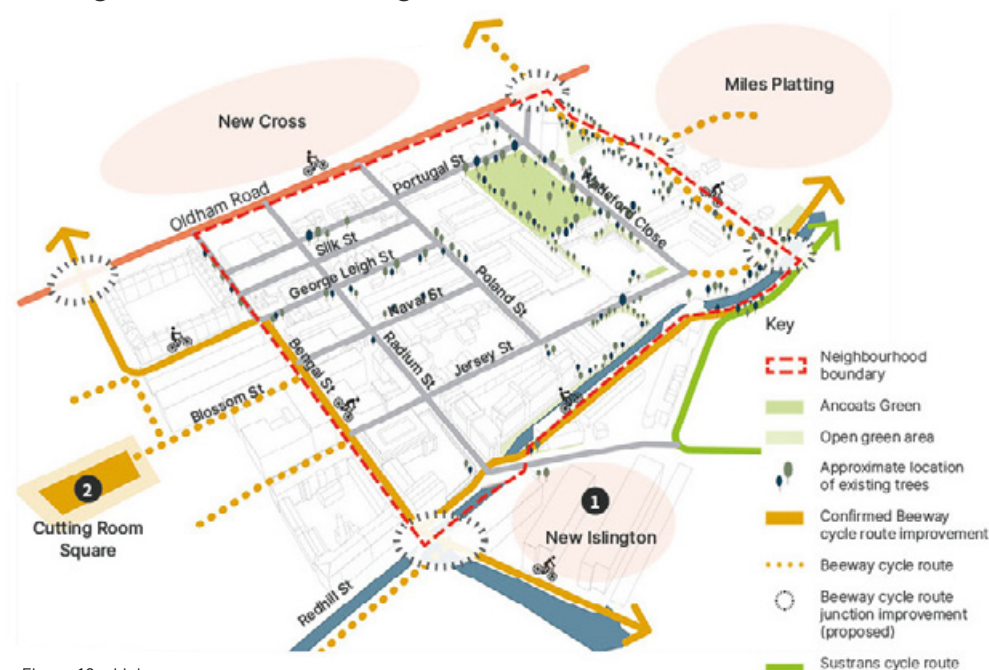 New Cross
Miles Platting
Oldham Road
Portugal St
Silk St
George Leigh St
Naval St
Poland St
Bengal St
Radium St
Jersey St
Blossom St
2
Cutting Room
Square
1
New Islington
Redhill St
Key
Neighbourhood
boundary
Ancoats Green
Open green area
Approximate location
of existing trees
Confirmed Beeway
cycle route improvement
Beeway cycle route
Beeway cycle route
junction improvement
(proposed)
Sustrans cycle route